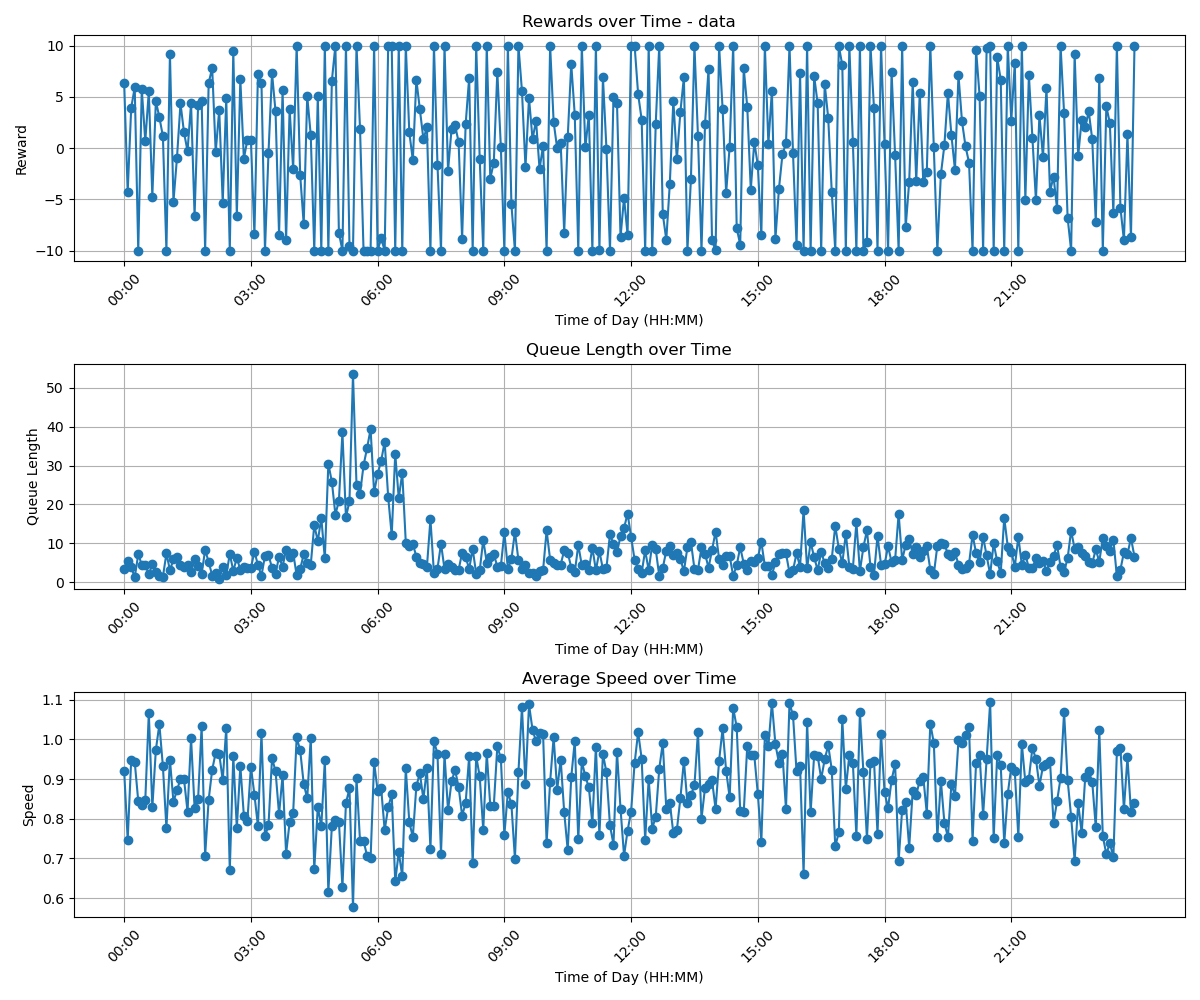 Rewards over Time - data
Reward
10
5
0
−5
−10
00:00 03:00 06:00 09:00 12:00 15:00 18:00 21:00
Time of Day (HH:MM)
Queue Length over Time
Queue Length
50
40
30
20
10
0
00:00 03:00 06:00 09:00 12:00 15:00 18:00 21:00
Time of Day (HH:MM)
Average Speed over Time
Speed
1.1
1.0
0.9
0.8
0.7
0.6
00:00 03:00 06:00 09:00 12:00 15:00 18:00 21:00
Time of Day (HH:MM)